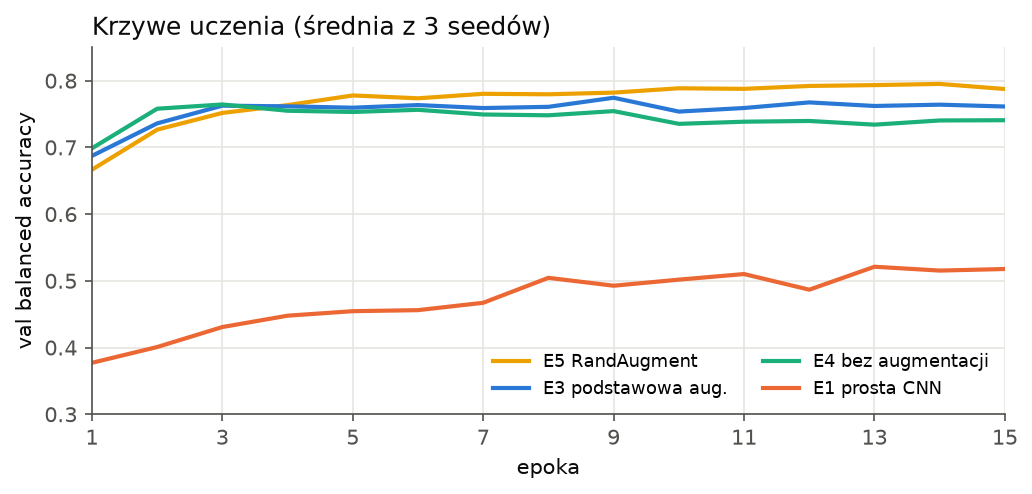 Krzywe uczenia (średnia z 3 seedów)
val balanced accuracy
0.8
0.7
0.6
0.5
0.4
0.3
E5 RandAugment
E3 podstawowa aug.
E4 bez augmentacji
E1 prosta CNN
1 3 5 7 9 11 13 15
epoka